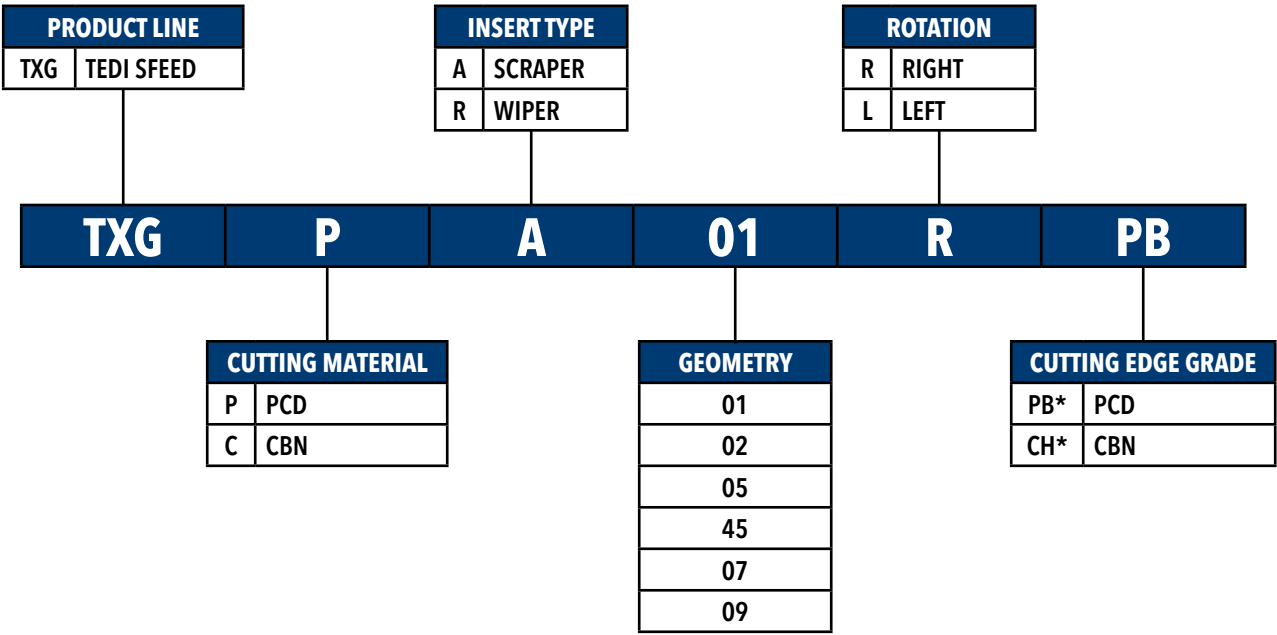 PRODUCT LINE
TXG TEDI SFEED
INSERT TYPE
A SCRAPER
R WIPER
ROTATION
R RIGHT
L LEFT
TXG P A 01 R PB
CUTTING MATERIAL
P PCD
C CBN
GEOMETRY
01
02
05
45
07
09
CUTTING EDGE GRADE
PB* PCD
CH* CBN